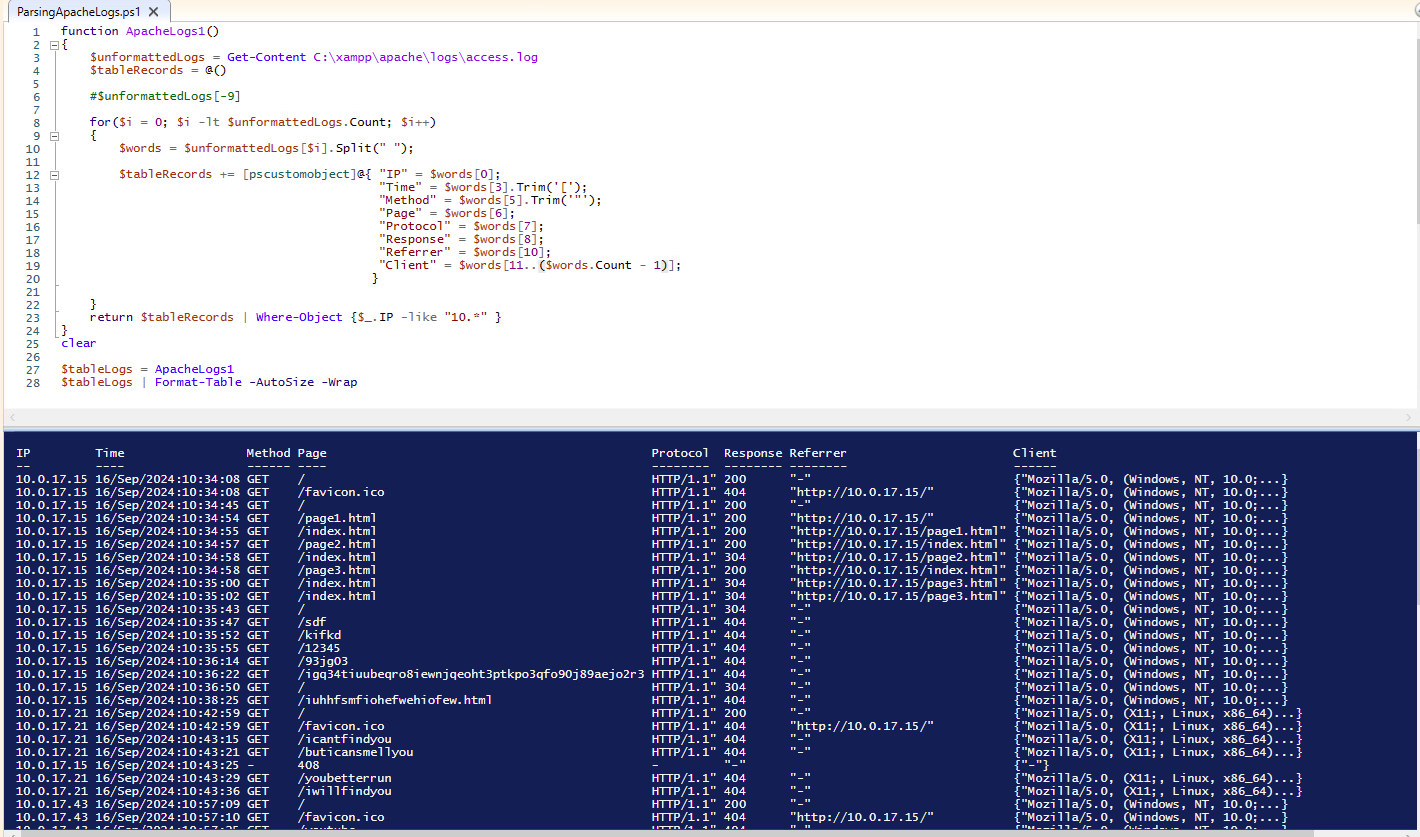 ParsingApacheLogs.ps1 X
1 function ApacheLogs1()
2 {
3 $unformattedLogs = Get-Content C:\xampp\apache\logs\access.log
4 $tableRecords = @()
5
6 #$unformattedLogs[-9]
7
8 for($i = 0; $i -lt $unformattedLogs.Count; $i++)
9 {
10 $words = $unformattedLogs[$i].Split(" ");
11
12 $tableRecords += [pscustomobject]@{ "IP" = $words[0];
13 "Time" = $words[3].Trim('[');
14 "Method" = $words[5].Trim('"');
15 "Page" = $words[6];
16 "Protocol" = $words[7];
17 "Response" = $words[8];
18 "Referrer" = $words[10];
19 "Client" = $words[11..($words.Count - 1)];
20 }
21
22 }
23 return $tableRecords | Where-Object {$_.IP -like "10.*" }
24 }
25 clear
26
27 $tableLogs = ApacheLogs1
28 $tableLogs | Format-Table -AutoSize -Wrap
IP Time Method Page Protocol Response Referrer Client
-- ---- ------ ---- -------- -------- -------- ------
10.0.17.15 16/Sep/2024:10:34:08 GET / HTTP/1.1" 200 "-" {"Mozilla/5.0, (Windows, NT, 10.0;...}
10.0.17.15 16/Sep/2024:10:34:08 GET /favicon.ico HTTP/1.1" 404 "http://10.0.17.15/" {"Mozilla/5.0, (Windows, NT, 10.0;...}
10.0.17.15 16/Sep/2024:10:34:45 GET / HTTP/1.1" 200 "-" {"Mozilla/5.0, (Windows, NT, 10.0;...}
10.0.17.15 16/Sep/2024:10:34:54 GET /page1.html HTTP/1.1" 200 "http://10.0.17.15/" {"Mozilla/5.0, (Windows, NT, 10.0;...}
10.0.17.15 16/Sep/2024:10:34:55 GET /index.html HTTP/1.1" 200 "http://10.0.17.15/page1.html" {"Mozilla/5.0, (Windows, NT, 10.0;...}
10.0.17.15 16/Sep/2024:10:34:57 GET /page2.html HTTP/1.1" 200 "http://10.0.17.15/index.html" {"Mozilla/5.0, (Windows, NT, 10.0;...}
10.0.17.15 16/Sep/2024:10:34:58 GET /index.html HTTP/1.1" 304 "http://10.0.17.15/page2.html" {"Mozilla/5.0, (Windows, NT, 10.0;...}
10.0.17.15 16/Sep/2024:10:34:58 GET /page3.html HTTP/1.1" 200 "http://10.0.17.15/index.html" {"Mozilla/5.0, (Windows, NT, 10.0;...}
10.0.17.15 16/Sep/2024:10:35:00 GET /index.html HTTP/1.1" 304 "http://10.0.17.15/page3.html" {"Mozilla/5.0, (Windows, NT, 10.0;...}
10.0.17.15 16/Sep/2024:10:35:02 GET /index.html HTTP/1.1" 304 "http://10.0.17.15/page3.html" {"Mozilla/5.0, (Windows, NT, 10.0;...}
10.0.17.15 16/Sep/2024:10:35:43 GET / HTTP/1.1" 304 "-" {"Mozilla/5.0, (Windows, NT, 10.0;...}
10.0.17.15 16/Sep/2024:10:35:47 GET /sdf HTTP/1.1" 404 "-" {"Mozilla/5.0, (Windows, NT, 10.0;...}
10.0.17.15 16/Sep/2024:10:35:52 GET /kifkd HTTP/1.1" 404 "-" {"Mozilla/5.0, (Windows, NT, 10.0;...}
10.0.17.15 16/Sep/2024:10:35:55 GET /12345 HTTP/1.1" 404 "-" {"Mozilla/5.0, (Windows, NT, 10.0;...}
10.0.17.15 16/Sep/2024:10:36:14 GET /93jg03 HTTP/1.1" 404 "-" {"Mozilla/5.0, (Windows, NT, 10.0;...}
10.0.17.15 16/Sep/2024:10:36:22 GET /igq34tiuubeqro8iewnjqeoht3ptkpo3qfo90j89aejo2r3 HTTP/1.1" 404 "-" {"Mozilla/5.0, (Windows, NT, 10.0;...}
10.0.17.15 16/Sep/2024:10:36:50 GET / HTTP/1.1" 304 "-" {"Mozilla/5.0, (Windows, NT, 10.0;...}
10.0.17.15 16/Sep/2024:10:38:25 GET /iuhhfsmfiohefwehiofew.html HTTP/1.1" 404 "-" {"Mozilla/5.0, (Windows, NT, 10.0;...}
10.0.17.21 16/Sep/2024:10:42:59 GET / HTTP/1.1" 200 "-" {"Mozilla/5.0, (X11;, Linux, x86_64)...}
10.0.17.21 16/Sep/2024:10:42:59 GET /favicon.ico HTTP/1.1" 404 "http://10.0.17.15/" {"Mozilla/5.0, (X11;, Linux, x86_64)...}
10.0.17.21 16/Sep/2024:10:43:15 GET /icantfindyou HTTP/1.1" 404 "-" {"Mozilla/5.0, (X11;, Linux, x86_64)...}
10.0.17.21 16/Sep/2024:10:43:21 GET /buticansmellyou HTTP/1.1" 404 "-" {"Mozilla/5.0, (X11;, Linux, x86_64)...}
10.0.17.15 16/Sep/2024:10:43:25 - 408 - "-" {"-"}
10.0.17.21 16/Sep/2024:10:43:29 GET /youbetterrun HTTP/1.1" 404 "-" {"Mozilla/5.0, (X11;, Linux, x86_64)...}
10.0.17.21 16/Sep/2024:10:43:36 GET /iwillfindyou HTTP/1.1" 404 "-" {"Mozilla/5.0, (X11;, Linux, x86_64)...}
10.0.17.43 16/Sep/2024:10:57:09 GET / HTTP/1.1" 200 "-" {"Mozilla/5.0, (Windows, NT, 10.0;...}
10.0.17.43 16/Sep/2024:10:57:10 GET /favicon.ico HTTP/1.1" 404 "http://10.0.17.15/" {"Mozilla/5.0, (Windows, NT, 10.0;...}